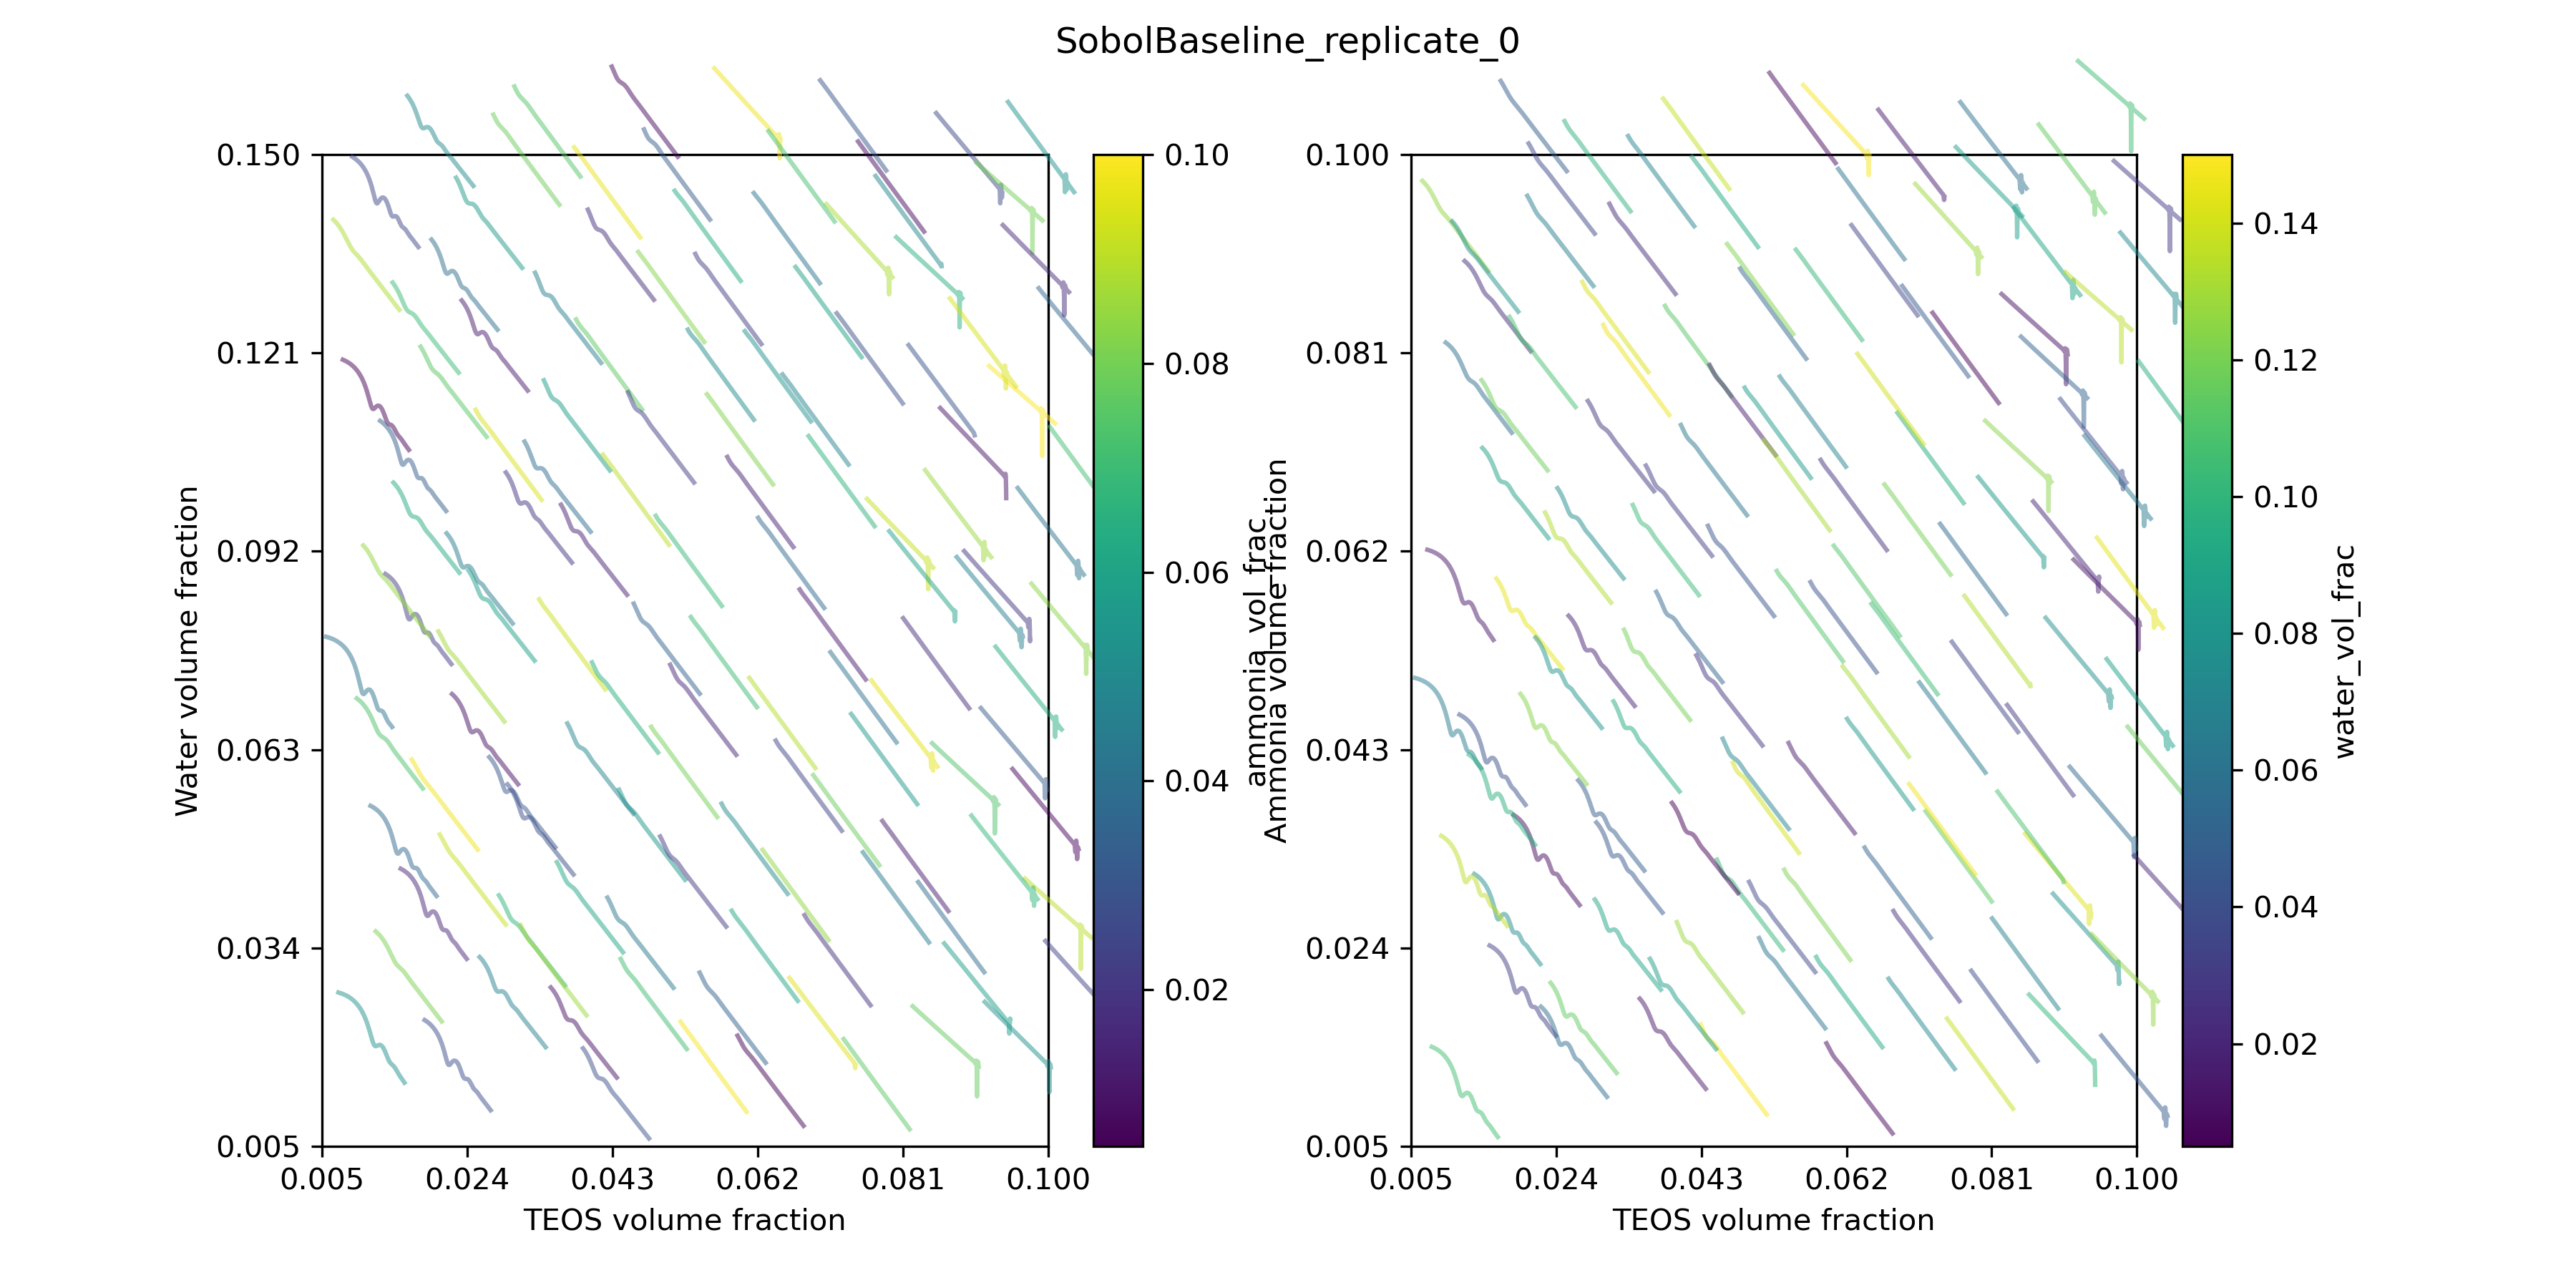 SobolBaseline_replicate_0
0.150
0.121
0.092
0.063
0.034
0.005
Water volume fraction
0.005 0.024 0.043 0.062 0.081 0.100
TEOS volume fraction
0.10
0.08
0.06
0.04
0.02
ammonia_vol_frac
Ammonia volume fraction
0.100
0.081
0.062
0.043
0.024
0.005
0.005 0.024 0.043 0.062 0.081 0.100
TEOS volume fraction
0.14
0.12
0.10
0.08
0.06
0.04
0.02
water_vol_frac